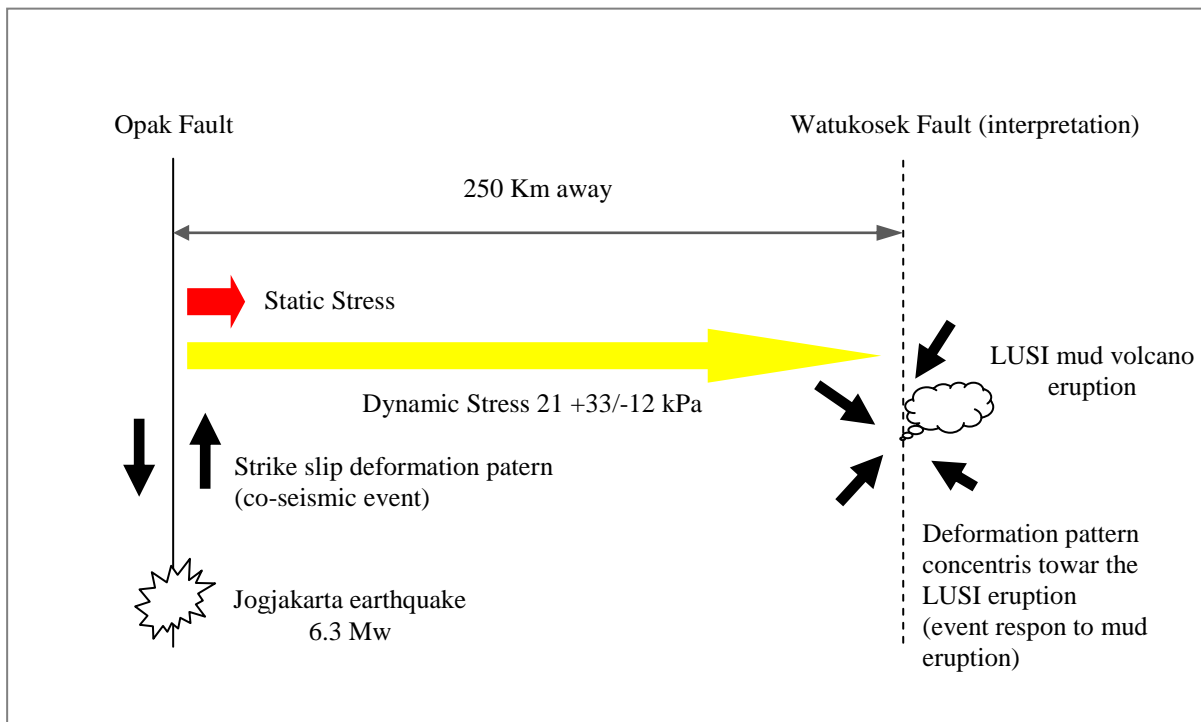 Opak Fault
Watukosek Fault (interpretation)
250 Km away
Static Stress
LUSI mud volcano
eruption
Dynamic Stress 21 +33/-12 kPa
Strike slip deformation patern
(co-seismic event)
Deformation pattern
concentris towar the
LUSI eruption
(event respon to mud
eruption)
Jogjakarta earthquake
6.3 Mw